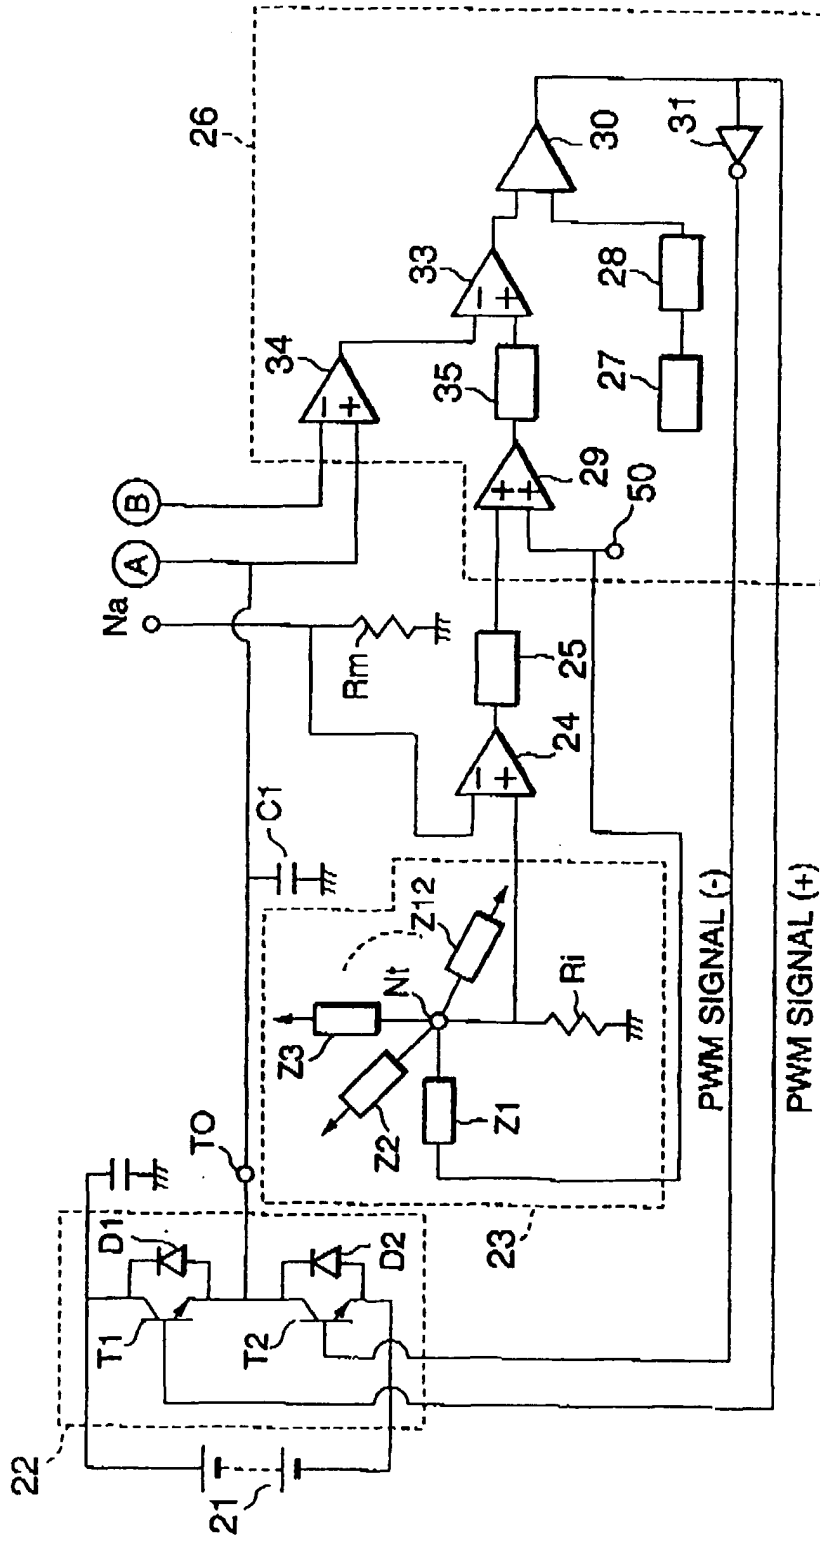 26
31
30
33
28
34
35
27
29
50
B
A
Na
Rm
25
24
C1
Z12
Nt
Ri
Z3
Z2
Z1
TO
23
D1
D2
T1
T2
22
21
PWM SIGNAL (-)
PWM SIGNAL (+)
−
+
−
+
+
+
−
+